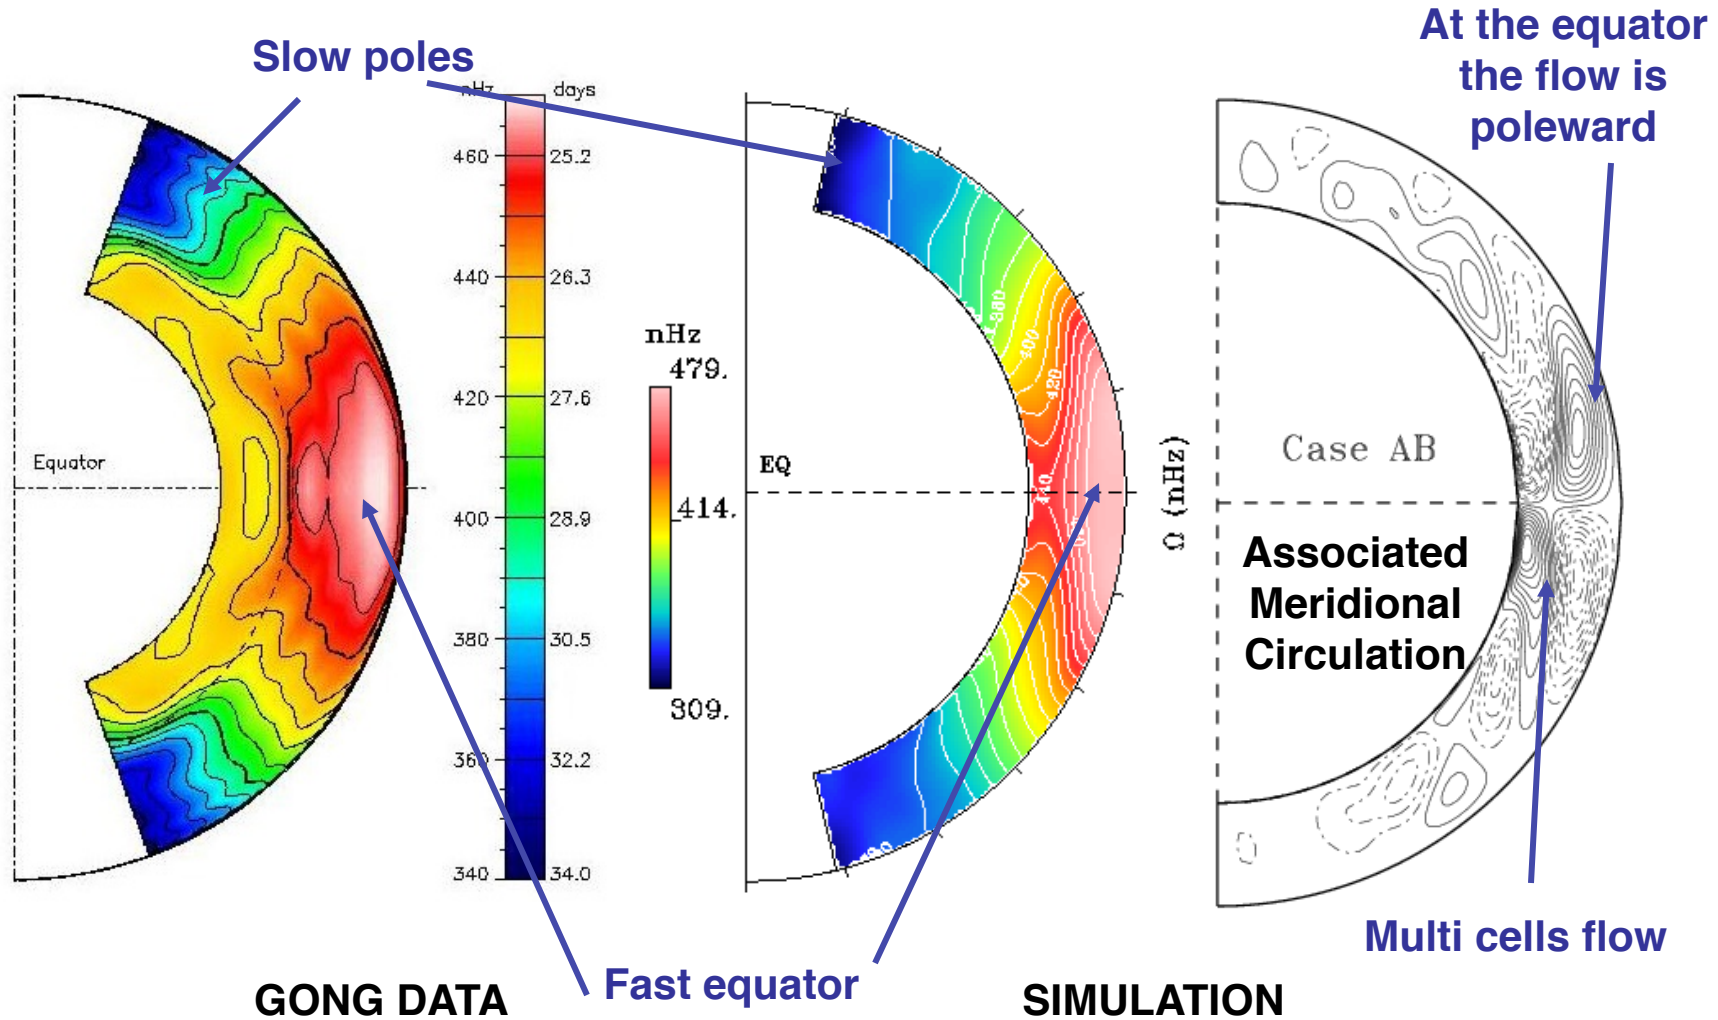 At the equator
the flow is
poleward
Slow poles
nHz days
460 25.2
440 26.3
420 27.6
400 28.9
380 30.5
360 32.2
340 34.0
Equator
nHz
479.
414.
309.
380
400
420
440
EQ
Ω (nHz)
Case AB
Associated
Meridional
Circulation
Multi cells flow
Fast equator
GONG DATA
SIMULATION